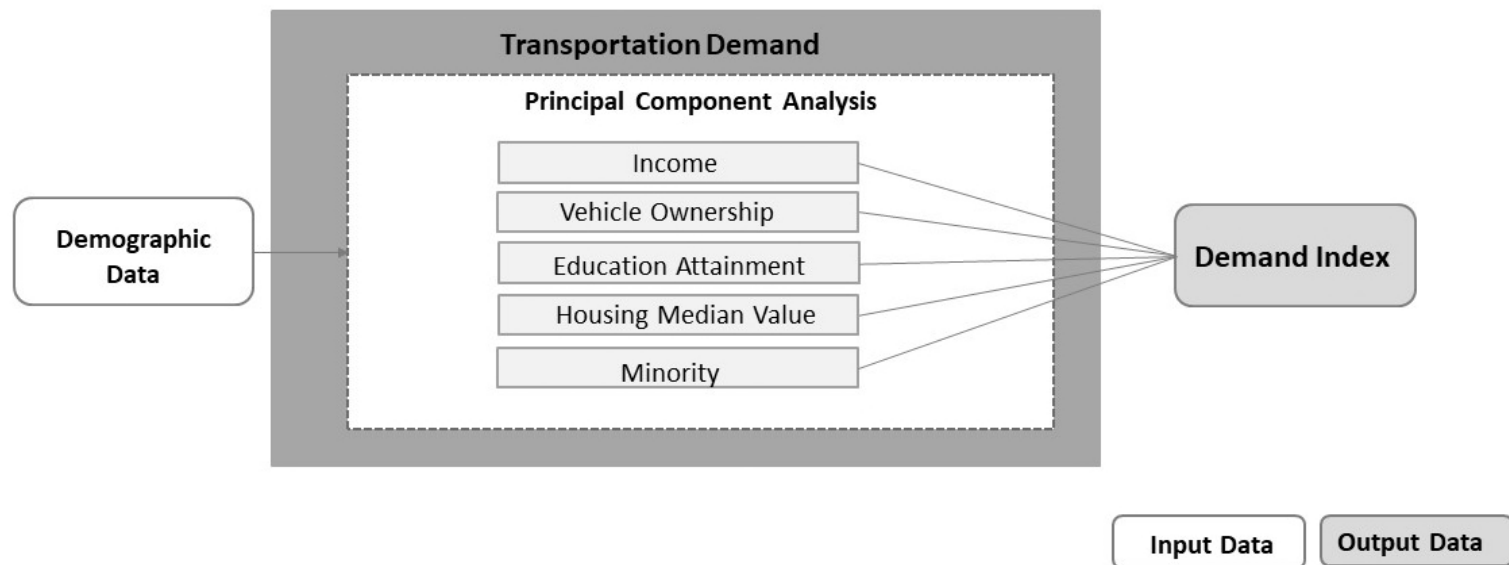 Transportation Demand
Principal Component Analysis
Income
Vehicle Ownership
Education Attainment
Housing Median Value
Minority
Demographic
Data
Demand Index
Input Data
Output Data